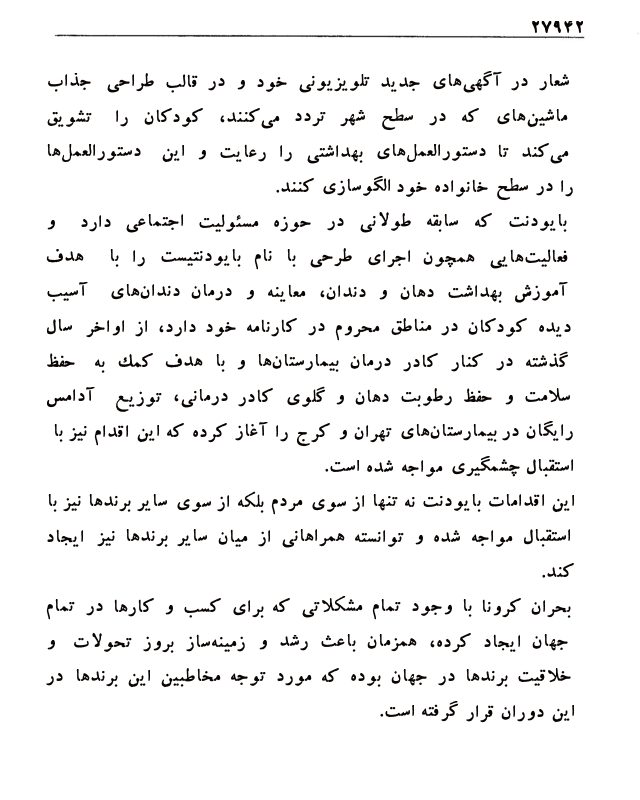 ۲۷۹۴۲
شعار در آگهی‌های جدید تلویزیونی خود و در قالب طراحی جذاب
ماشین‌های که در سطح شهر تردد می‌کنند، کودکان را تشویق
می‌کند تا دستورالعمل‌های بهداشتی را رعایت و این دستورالعمل‌ها
را در سطح خانواده خود الگوسازی کنند.
بایودنت که سابقه طولانی در حوزه مسئولیت اجتماعی دارد و
فعالیت‌هایی همچون اجرای طرحی با نام بایودنتیست را با هدف
آموزش بهداشت دهان و دندان، معاینه و درمان دندان‌های آسیب
دیده کودکان در مناطق محروم در کارنامه خود دارد، از اواخر سال
گذشته در کنار کادر درمان بیمارستان‌ها و با هدف کمك به حفظ
سلامت و حفظ رطوبت دهان و گلوی کادر درمانی، توزیع آدامس
رایگان در بیمارستان‌های تهران و کرج را آغاز کرده که این اقدام نیز با
استقبال چشمگیری مواجه شده است.
این اقدامات بایودنت نه تنها از سوی مردم بلکه از سوی سایر برندها نیز با
استقبال مواجه شده و توانسته همراهانی از میان سایر برندها نیز ایجاد
کند.
بحران کرونا با وجود تمام مشکلاتی که برای کسب و کارها در تمام
جهان ایجاد کرده، همزمان باعث رشد و زمینه‌ساز بروز تحولات و
خلاقیت برندها در جهان بوده که مورد توجه مخاطبین این برندها در
این دوران قرار گرفته است.